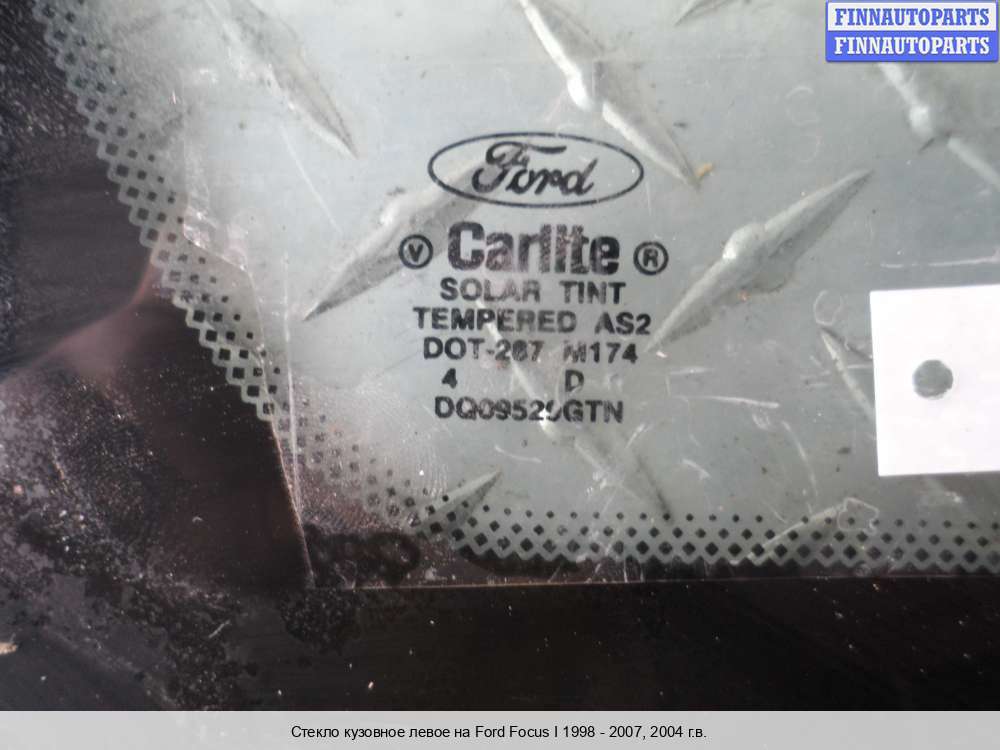 FINNAUTOPARTS
FINNAUTOPARTS
Ford
V Carlite ®
SOLAR TINT
TEMPERED AS2
DOT-287 M174
4 D
DQ09529GTN
Стекло кузовное левое на Ford Focus I 1998 - 2007, 2004 г.в.